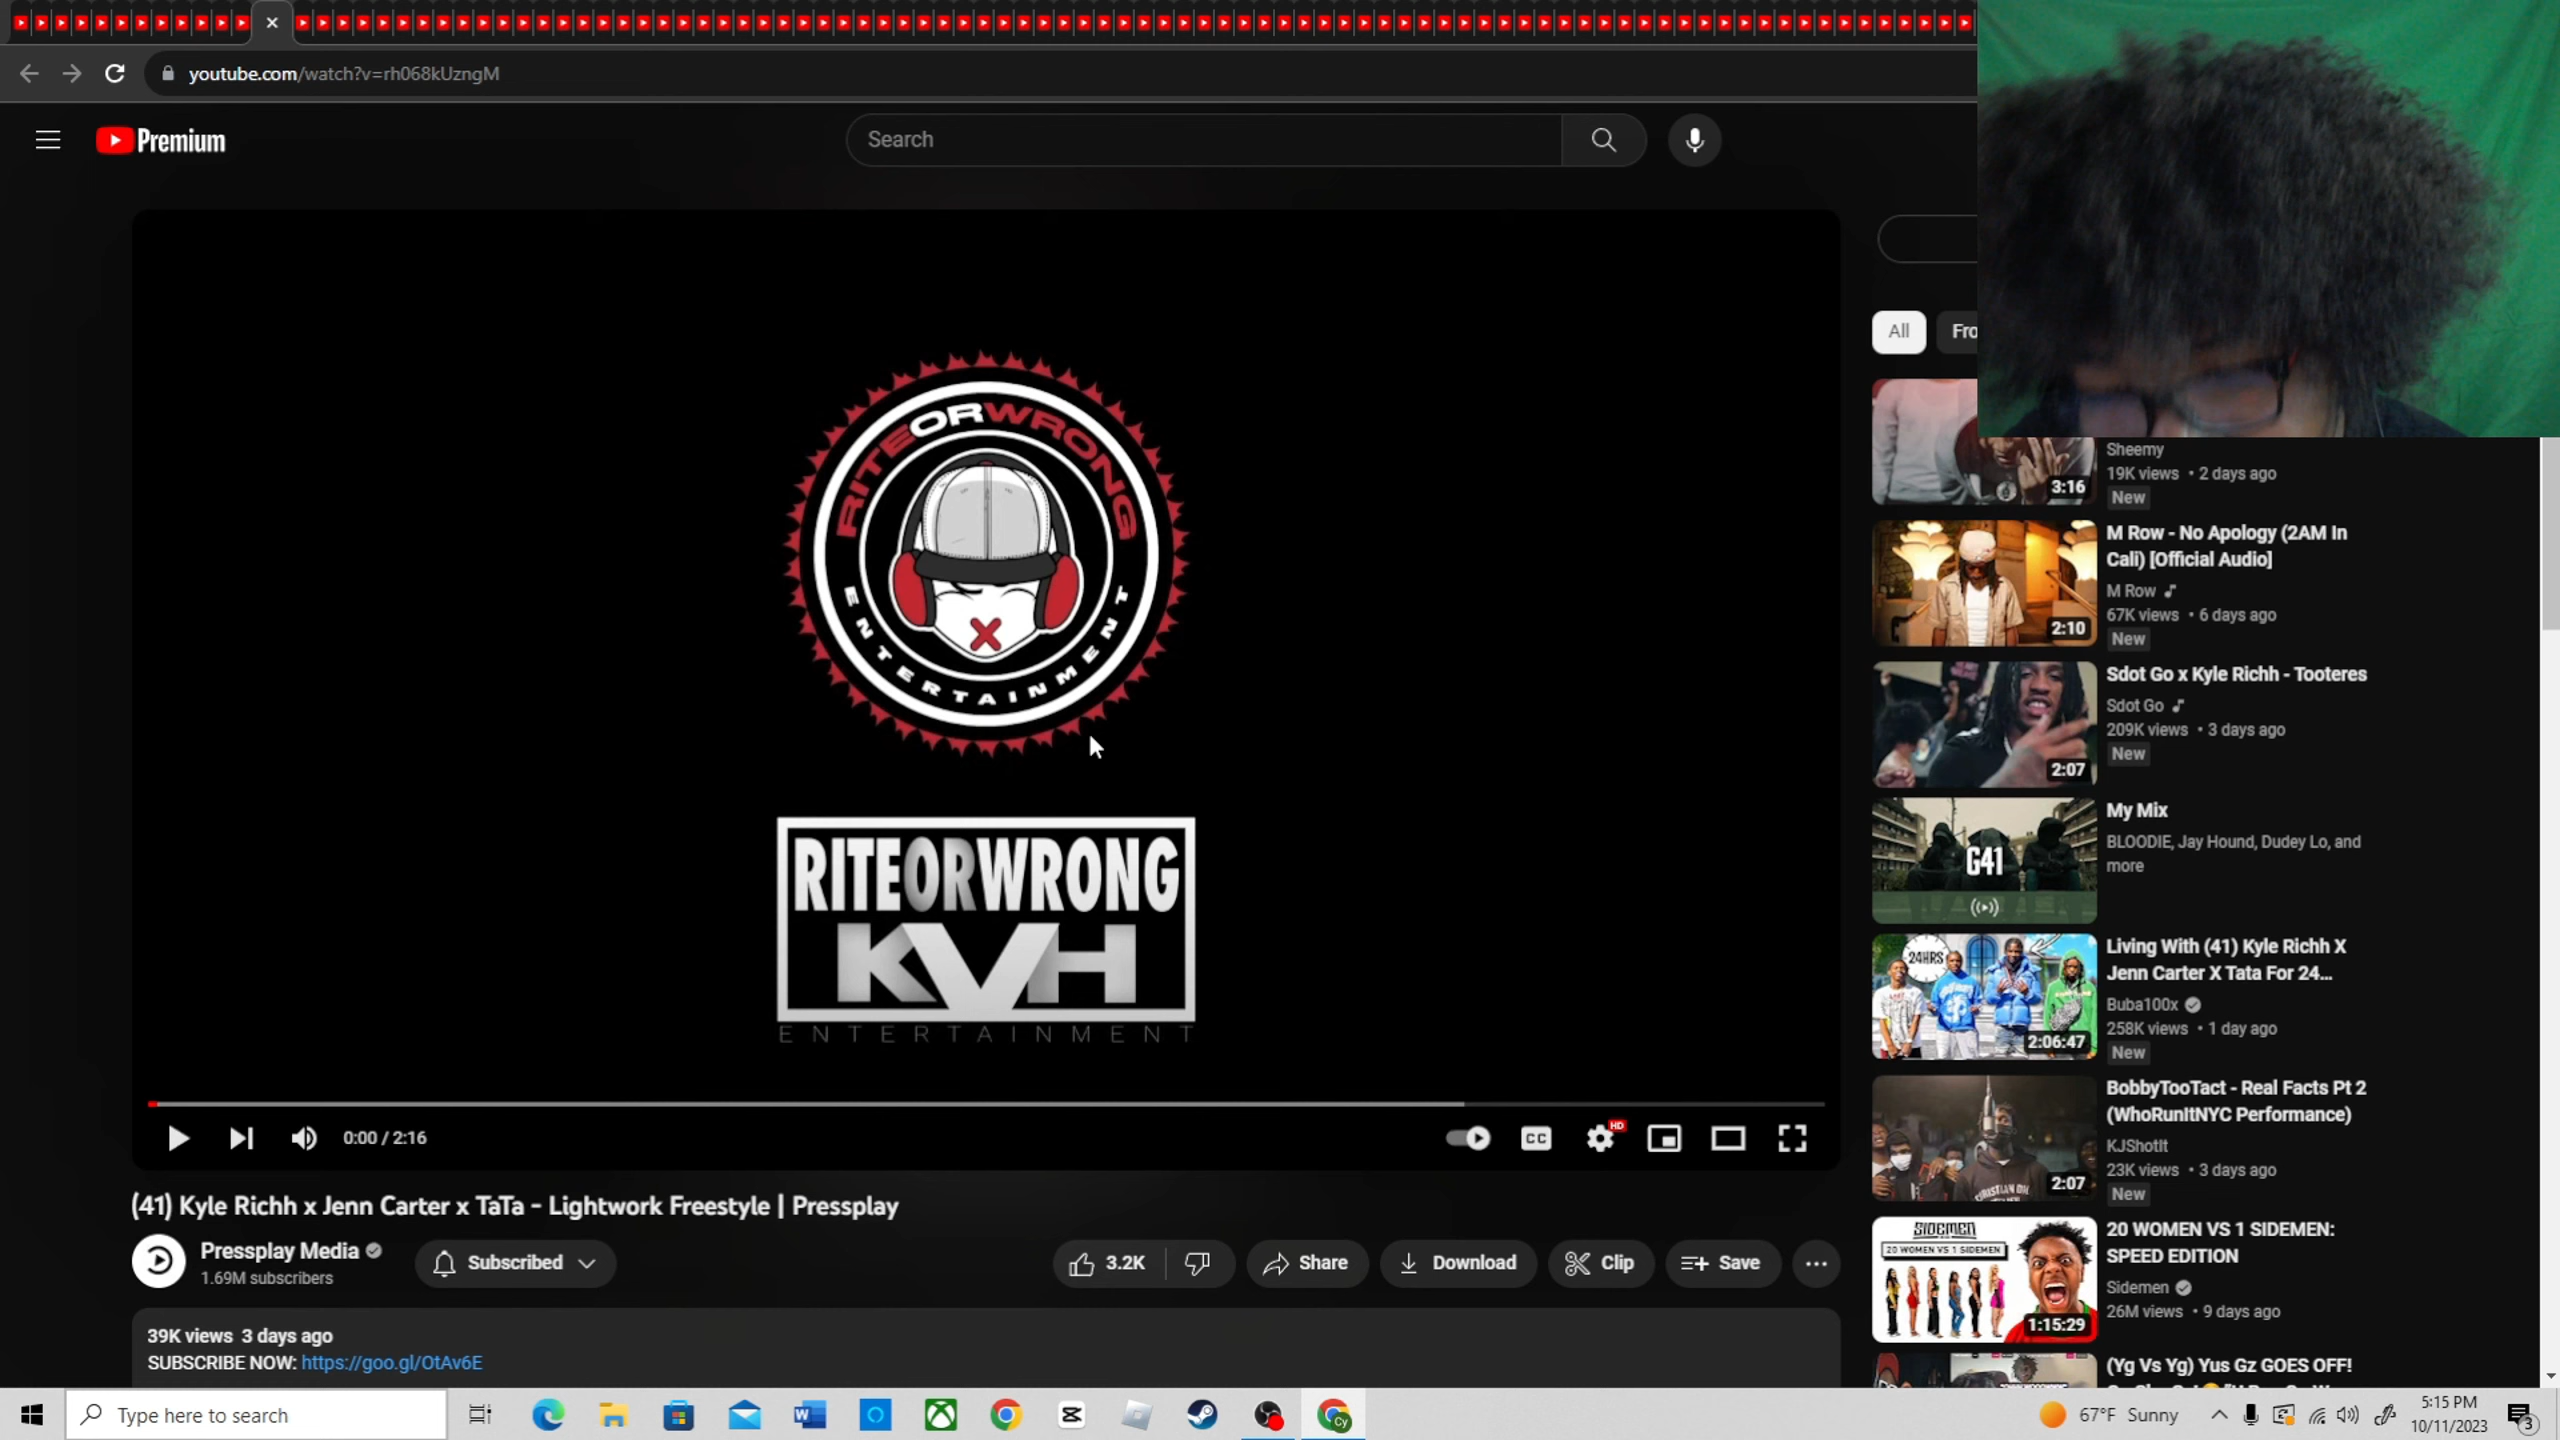 youtube.com/watch?v=rh068kUzngM
Premium
Search
RITEORWRONG
ENTERTAINMENT
RITEORWRONG
KVH
ENTERTAINMENT
0:00 / 2:16
CC
HD
(41) Kyle Richh x Jenn Carter x TaTa - Lightwork Freestyle | Pressplay
Pressplay Media
1.69M subscribers
Subscribed
3.2K
Share
Download
Clip
Save
39K views 3 days ago
SUBSCRIBE NOW: https://goo.gl/OtAv6E
All
Fro
Sheemy
19K views • 2 days ago
New
3:16
M Row - No Apology (2AM In
Cali) [Official Audio]
M Row
67K views • 6 days ago
New
2:10
Sdot Go x Kyle Richh - Tooteres
Sdot Go
209K views • 3 days ago
New
2:07
My Mix
BLOODIE, Jay Hound, Dudey Lo, and
more
G41
Living With (41) Kyle Richh X
Jenn Carter X Tata For 24...
Buba100x
258K views • 1 day ago
New
24HRS
2:06:47
BobbyTooTact - Real Facts Pt 2
(WhoRunItNYC Performance)
KJShotIt
23K views • 3 days ago
New
2:07
20 WOMEN VS 1 SIDEMEN:
SPEED EDITION
Sidemen
26M views • 9 days ago
SIDEMEN
20 WOMEN VS 1 SIDEMEN
1:15:29
(Yg Vs Yg) Yus Gz GOES OFF!
Type here to search
67°F Sunny
5:15 PM
10/11/2023
3